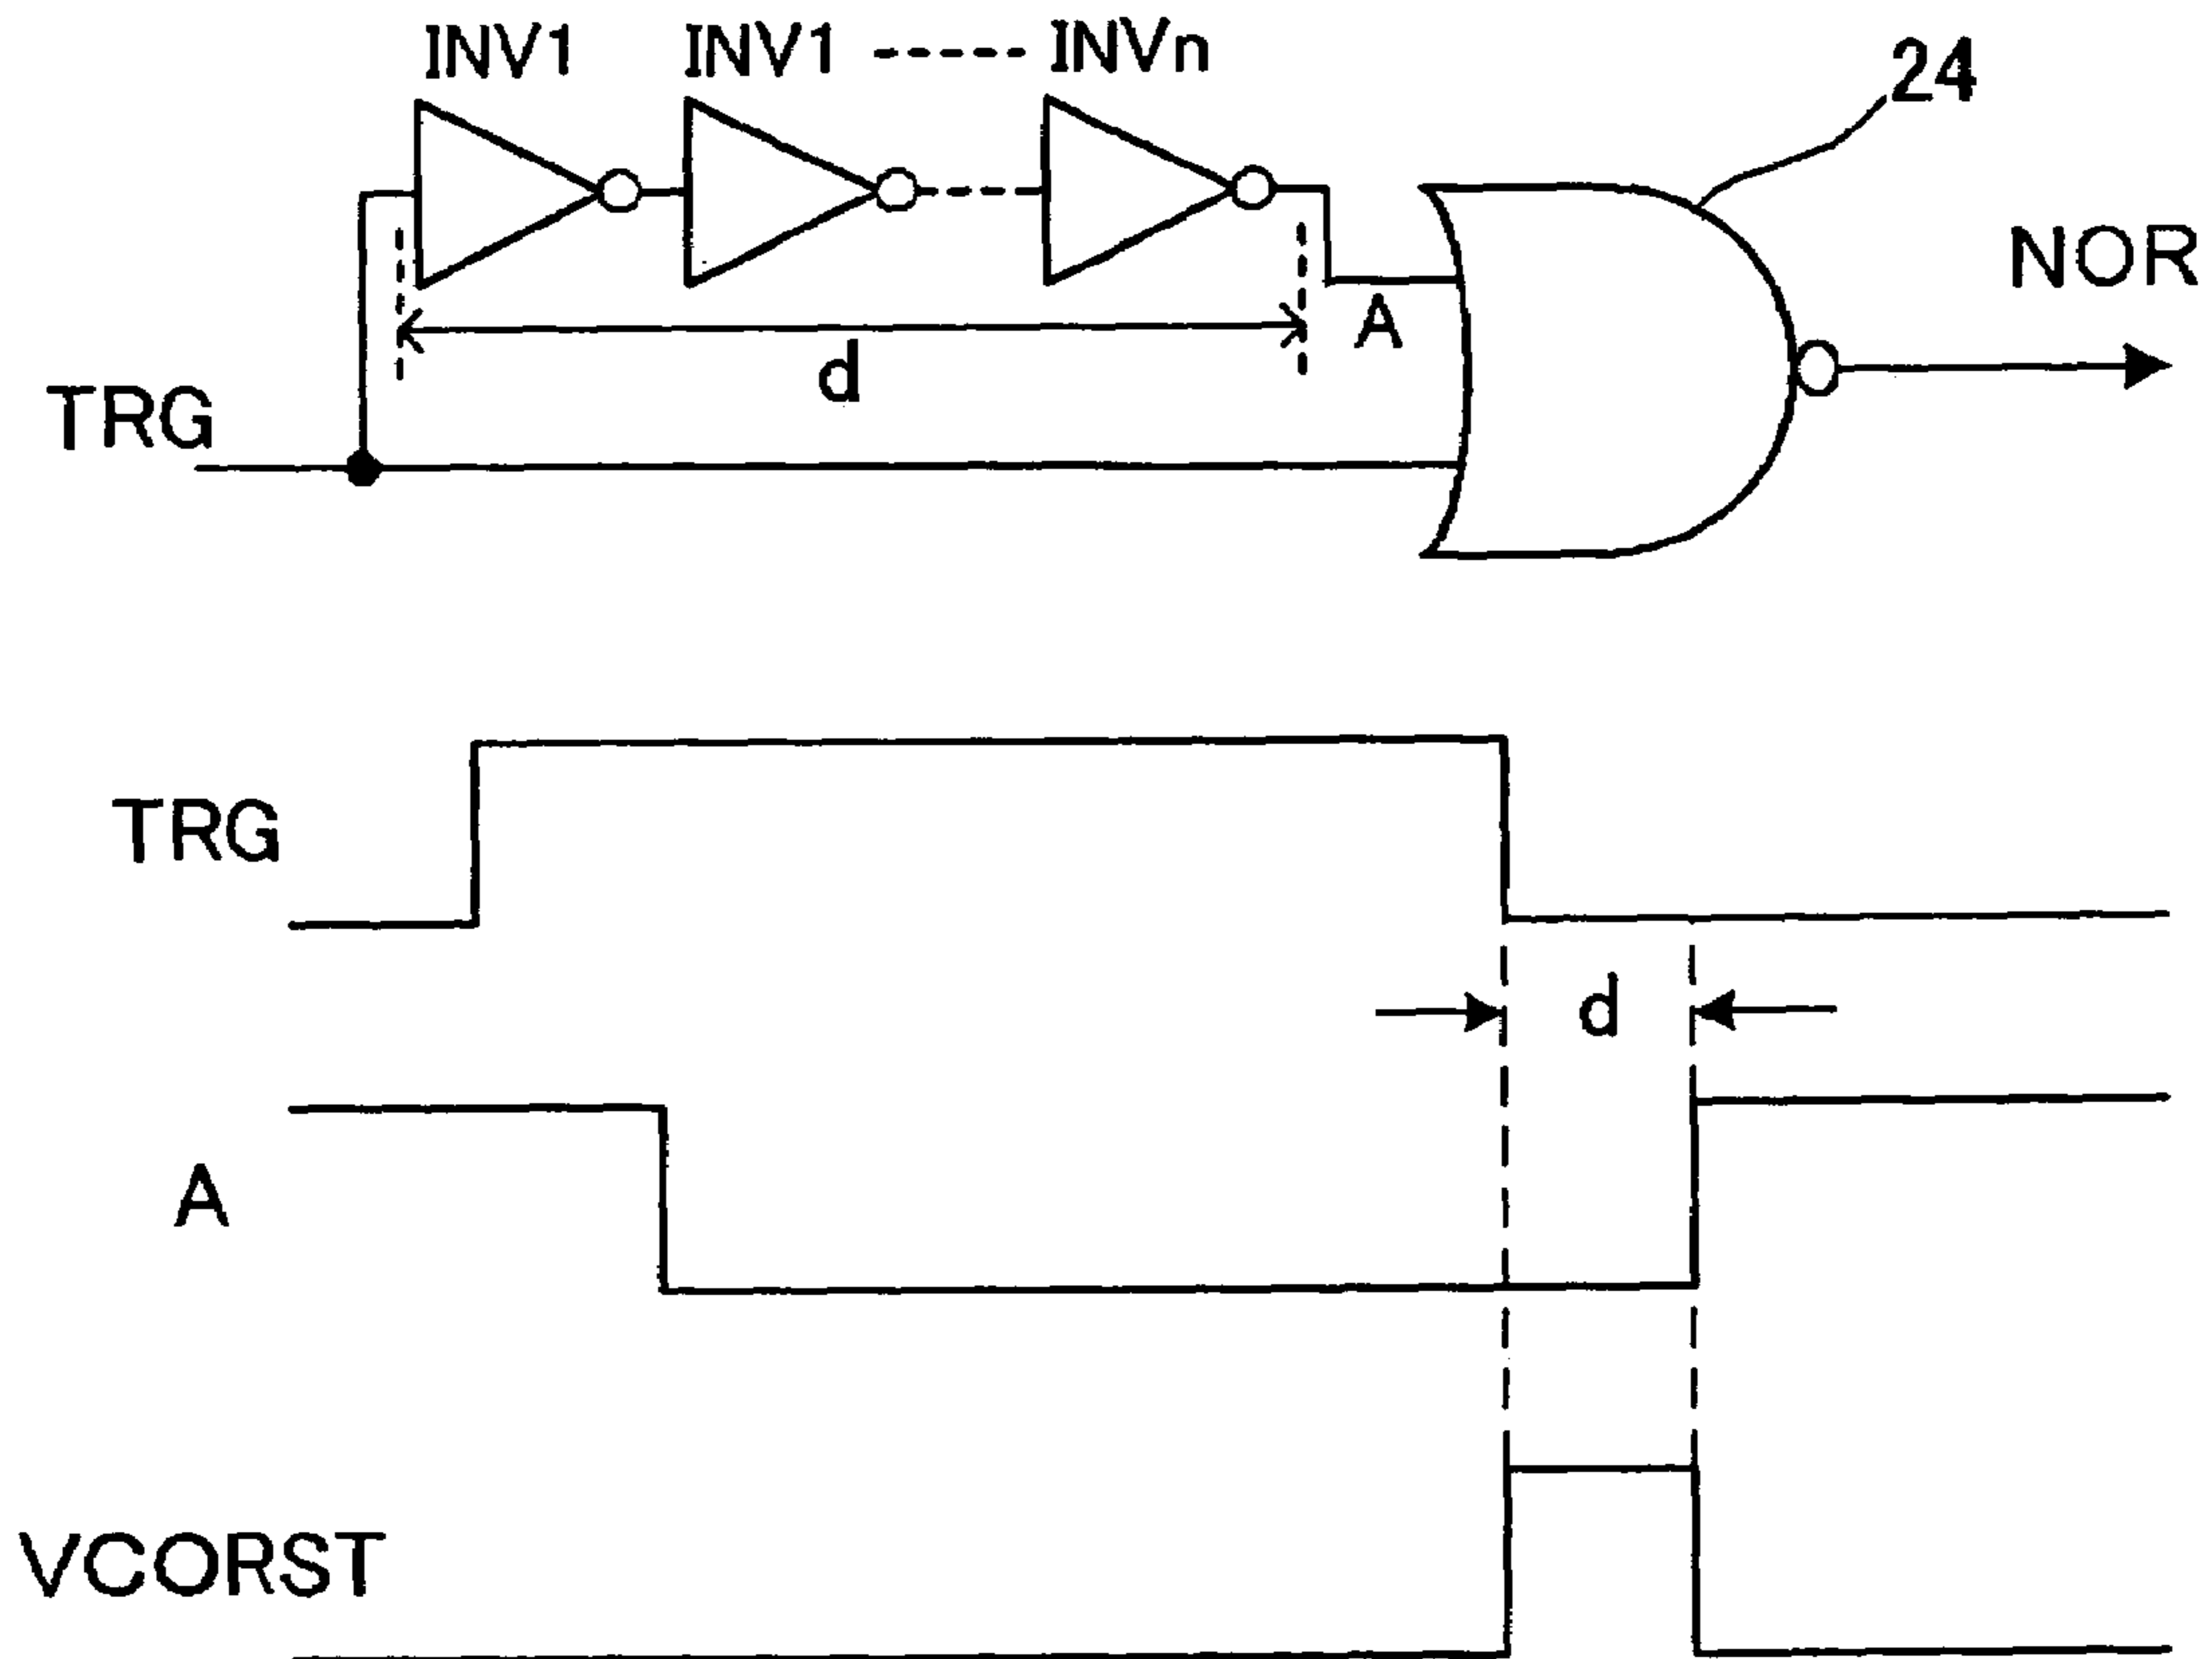 INV1 INV1 ------ INVn
24
NOR
A
d
TRG
TRG
d
A
VCORST